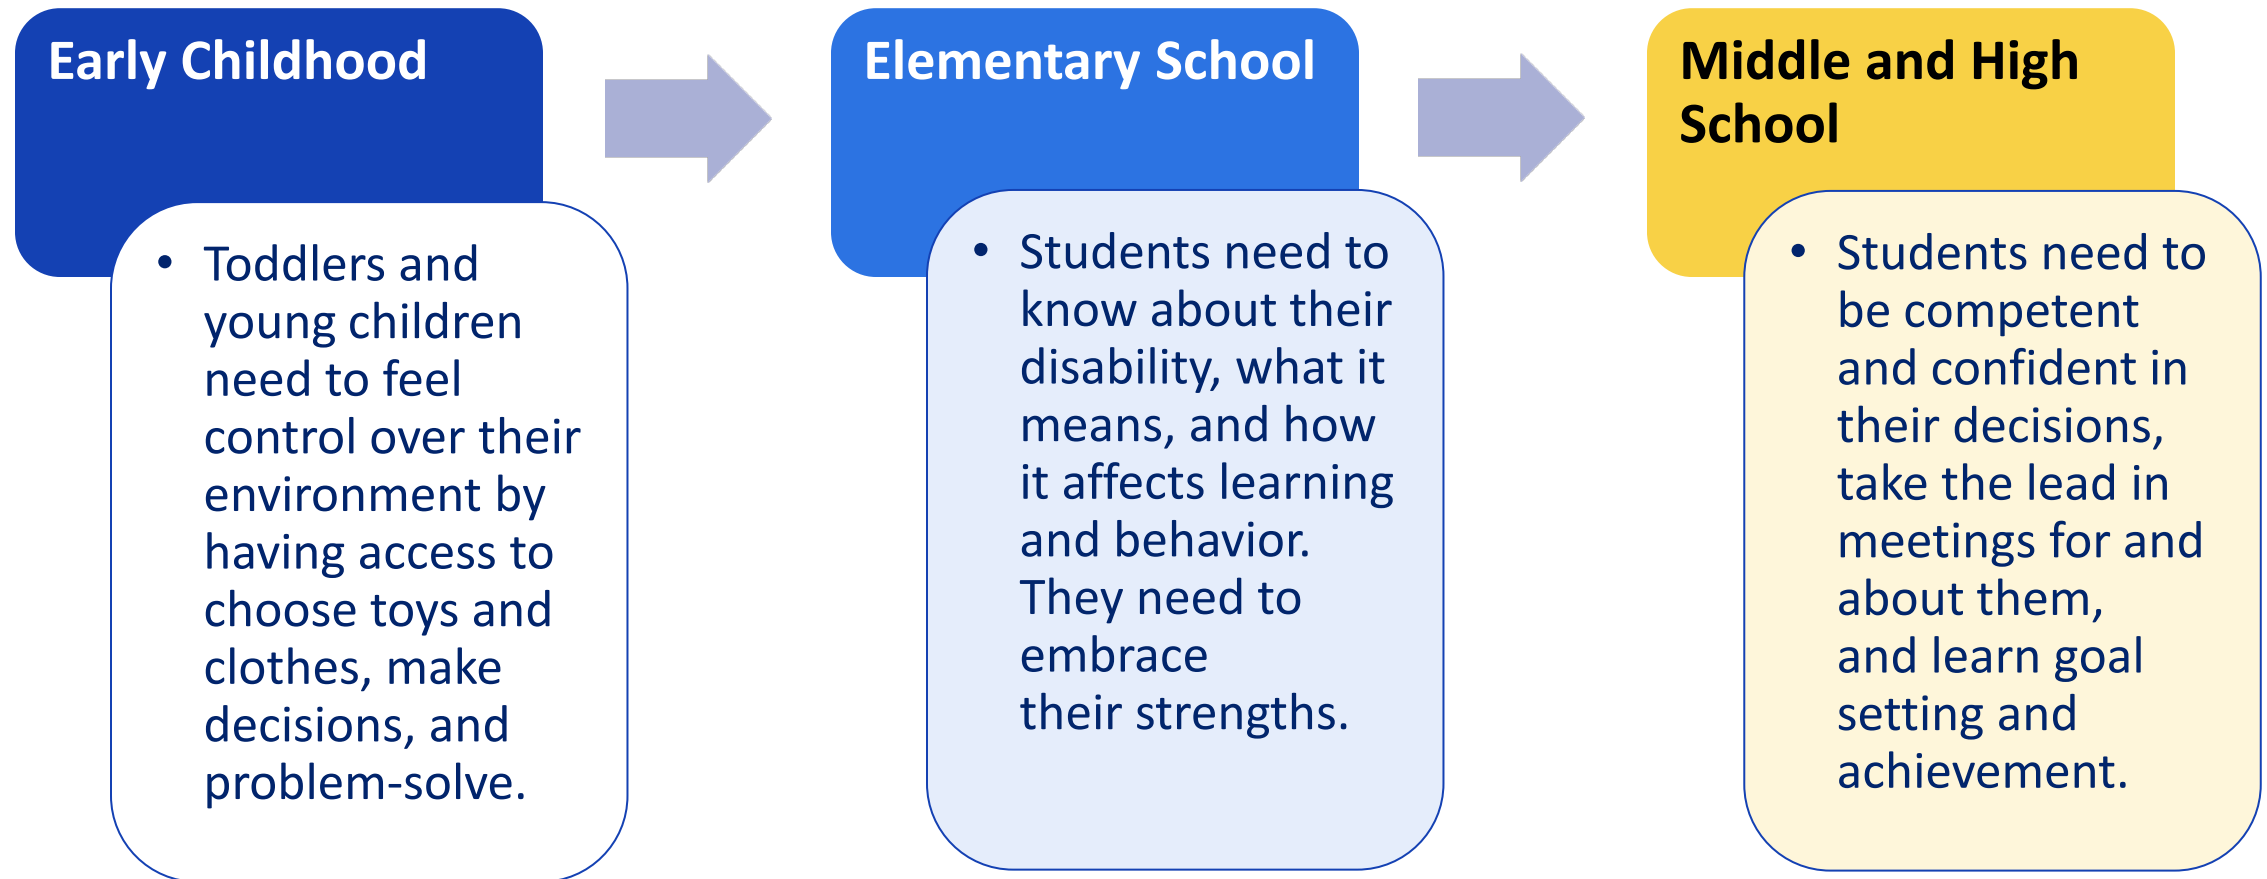 Early Childhood
• Toddlers and
young children
need to feel
control over their
environment by
having access to
choose toys and
clothes, make
decisions, and
problem-solve.
Elementary School
• Students need to
know about their
disability, what it
means, and how
it affects learning
and behavior.
They need to
embrace
their strengths.
Middle and High
School
• Students need to
be competent
and confident in
their decisions,
take the lead in
meetings for and
about them,
and learn goal
setting and
achievement.